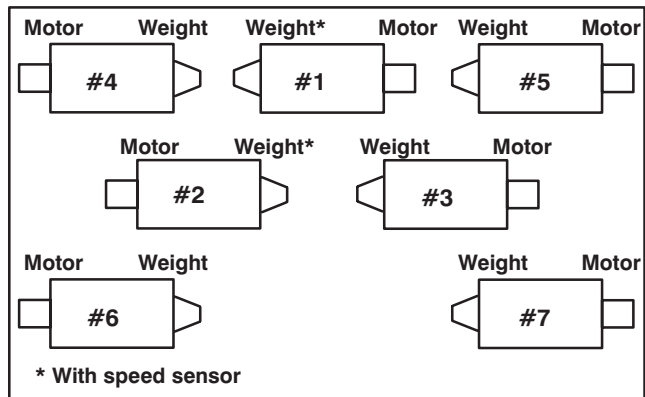 Motor Weight Weight* Motor Weight Motor
#4 #1 #5
Motor Weight* Weight Motor
#2 #3
Motor Weight Weight Motor
#6 #7
* With speed sensor